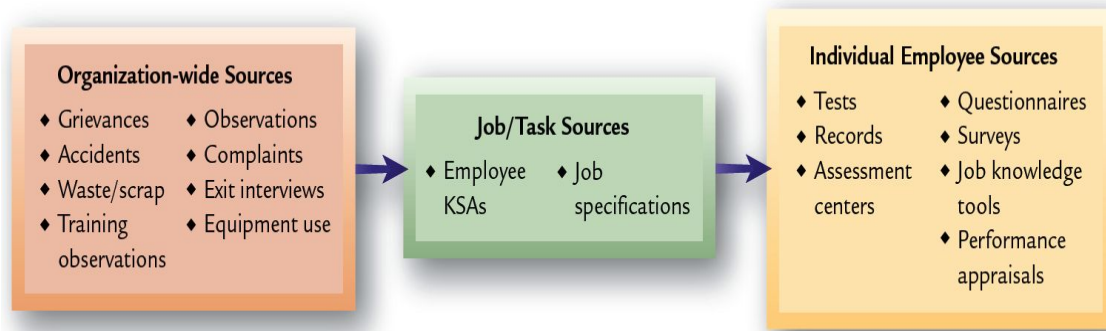 Organization-wide Sources
♦ Grievances
♦ Accidents
♦ Waste/scrap
♦ Training
observations
♦ Observations
♦ Complaints
♦ Exit interviews
♦ Equipment use
Job/Task Sources
♦ Employee
KSAs
♦ Job
specifications
Individual Employee Sources
♦ Tests
♦ Records
♦ Assessment
centers
♦ Questionnaires
♦ Surveys
♦ Job knowledge
tools
♦ Performance
appraisals